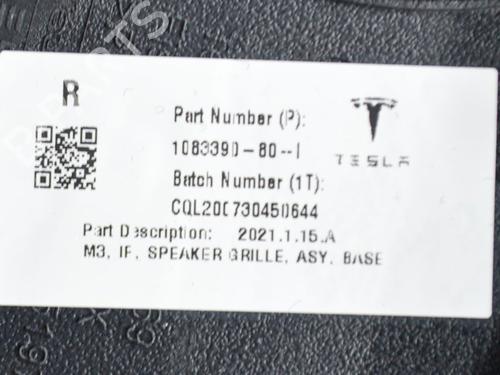 R
Part Number (P):
1083390-80--I
TESLA
Batch Number (1T):
CQL200730450644
Part Description: 2021.1.15.A
M3, IP, SPEAKER GRILLE, ASY, BASE